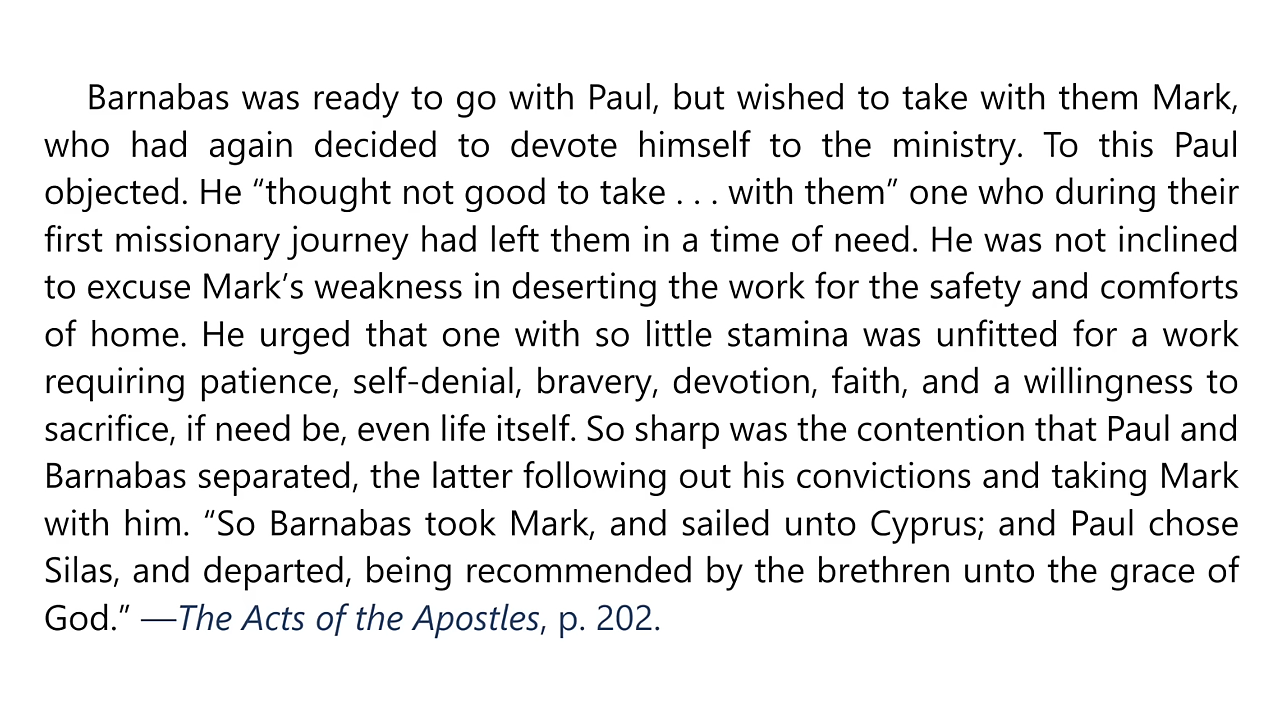 Barnabas was ready to go with Paul, but wished to take with them Mark,
who had again decided to devote himself to the ministry. To this Paul
objected. He “thought not good to take . . . with them” one who during their
first missionary journey had left them in a time of need. He was not inclined
to excuse Mark’s weakness in deserting the work for the safety and comforts
of home. He urged that one with so little stamina was unfitted for a work
requiring patience, self-denial, bravery, devotion, faith, and a willingness to
sacrifice, if need be, even life itself. So sharp was the contention that Paul and
Barnabas separated, the latter following out his convictions and taking Mark
with him. “So Barnabas took Mark, and sailed unto Cyprus; and Paul chose
Silas, and departed, being recommended by the brethren unto the grace of
God.” —The Acts of the Apostles, p. 202.